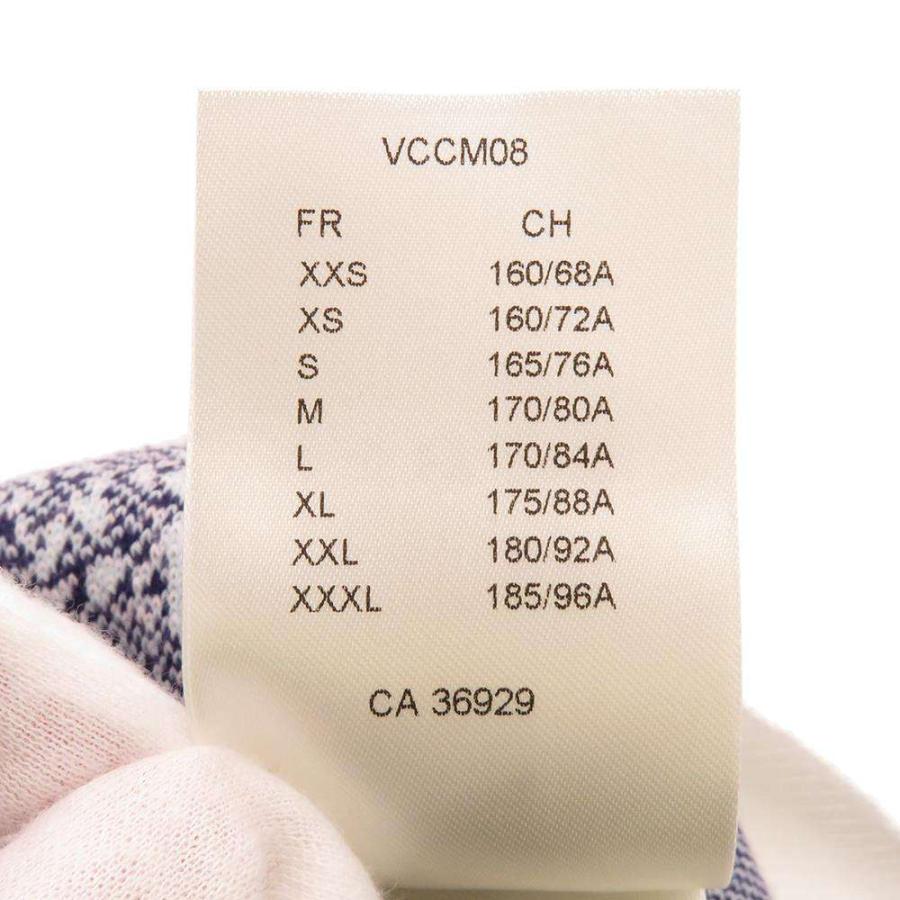 VCCM08
FR CH
XXS 160/68A
XS 160/72A
S 165/76A
M 170/80A
L 170/84A
XL 175/88A
XXL 180/92A
XXXL 185/96A
CA 36929